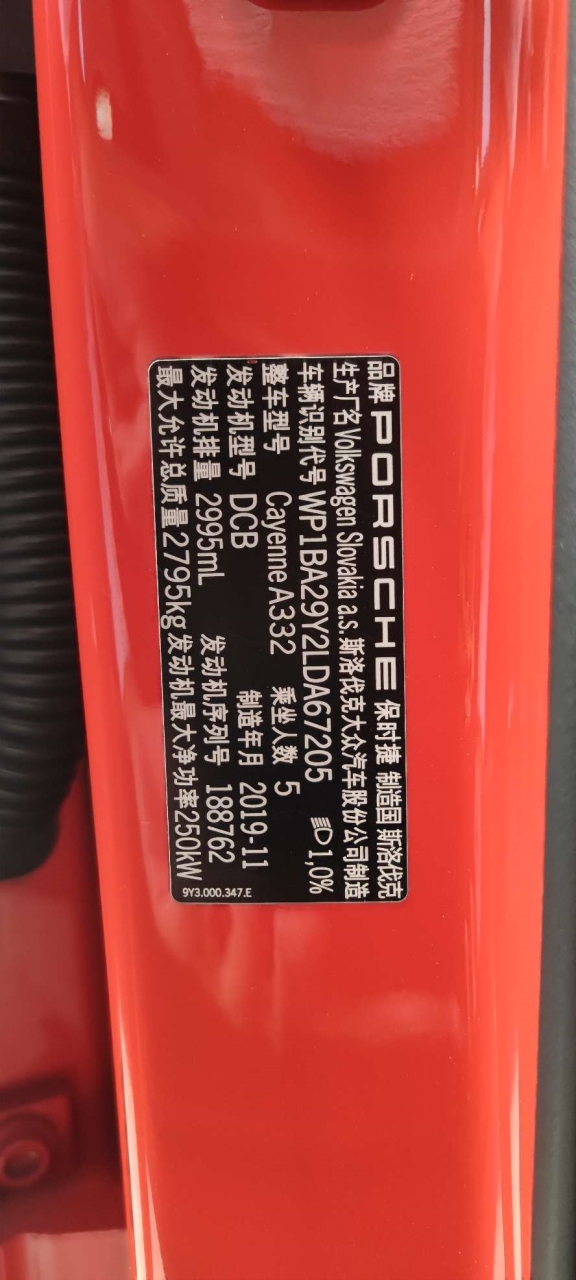 品牌 PORSCHE 保时捷 制造国 斯洛伐克
生产厂名 Volkswagen Slovakia a.s. 斯洛伐克大众汽车股份公司制造
车辆识别代号 WP1BA29Y2LDA67205 1,0%
整车型号 Cayenne A332 乘坐人数 5
发动机型号 DCB 制造年月 2019-11
发动机排量 2995mL 发动机序列号 188762
最大允许总质量 2795kg 发动机最大净功率 250kW
9Y3.000.347.E